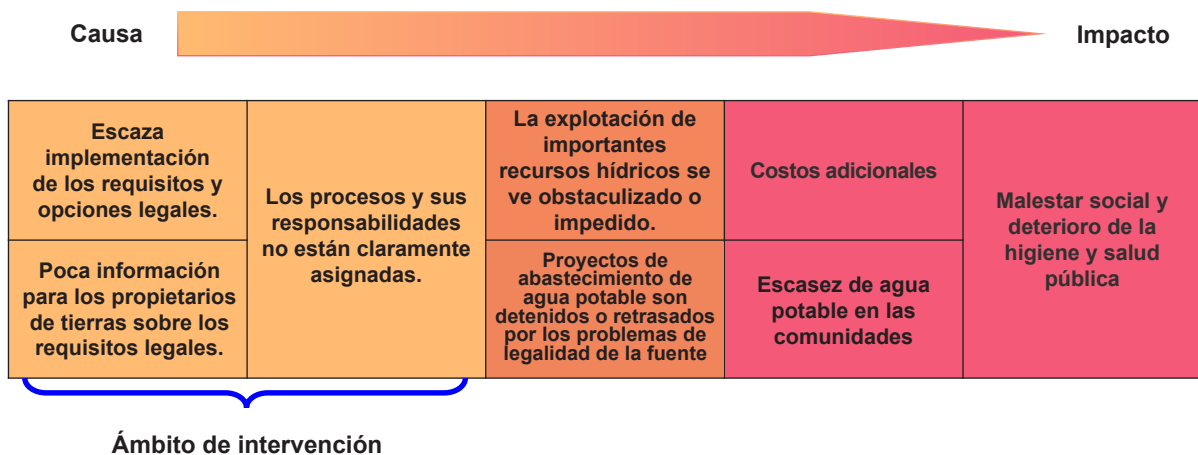 Causa
Impacto
Escaza
implementación
de los requisitos y
opciones legales.
Poca información
para los propietarios
de tierras sobre los
requisitos legales.
Los procesos y sus
responsabilidades
no están claramente
asignadas.
La explotación de
importantes
recursos hídricos se
ve obstaculizado o
impedido.
Proyectos de
abastecimiento de
agua potable son
detenidos o retrasados
por los problemas de
legalidad de la fuente
Costos adicionales
Escasez de agua
potable en las
comunidades
Malestar social y
deterioro de la
higiene y salud
pública
Ámbito de intervención